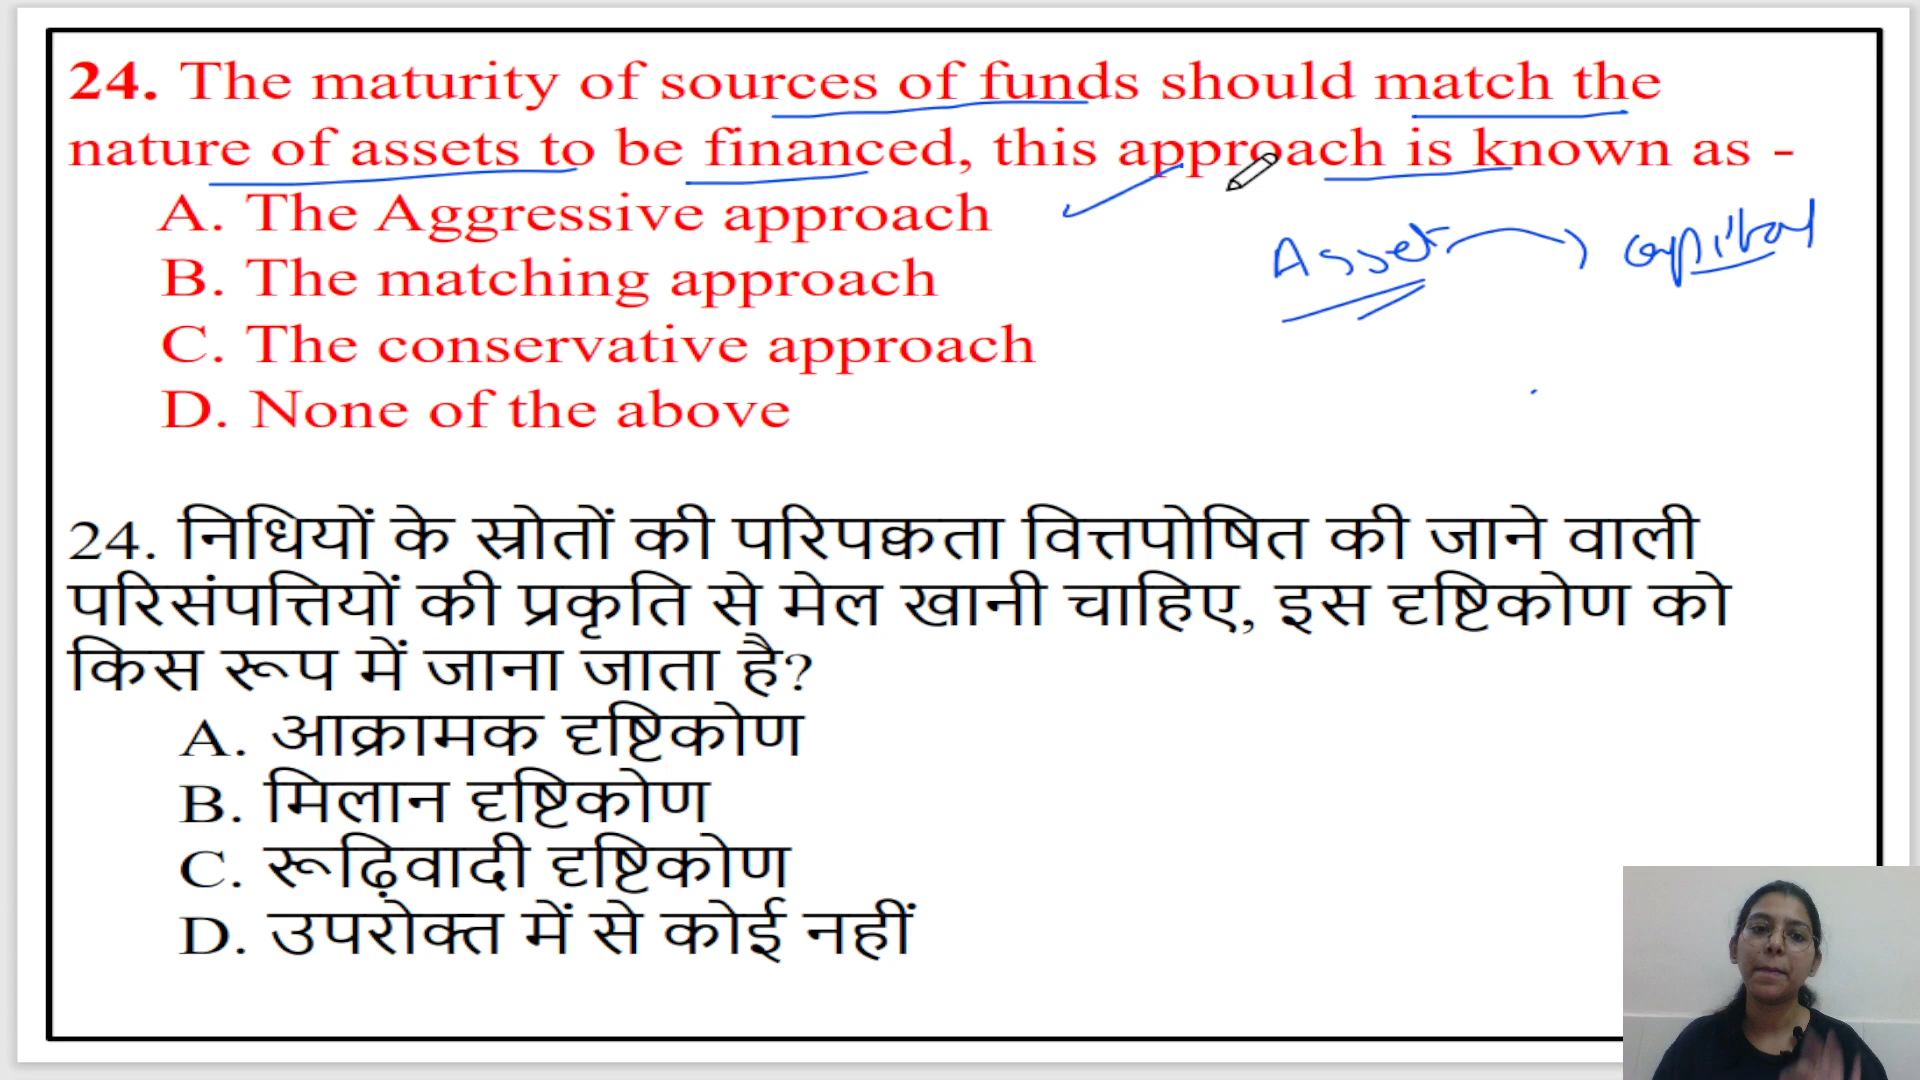 24. The maturity of sources of funds should match the
nature of assets to be financed, this approach is known as -
A. The Aggressive approach
B. The matching approach
Asset capital
C. The conservative approach
D. None of the above
24. निधियों के स्रोतों की परिपक्वता वित्तपोषित की जाने वाली
परिसंपत्तियों की प्रकृति से मेल खानी चाहिए, इस दृष्टिकोण को
किस रूप में जाना जाता है?
A. आक्रामक दृष्टिकोण
B. मिलान दृष्टिकोण
C. रूढ़िवादी दृष्टिकोण
D. उपरोक्त में से कोई नहीं